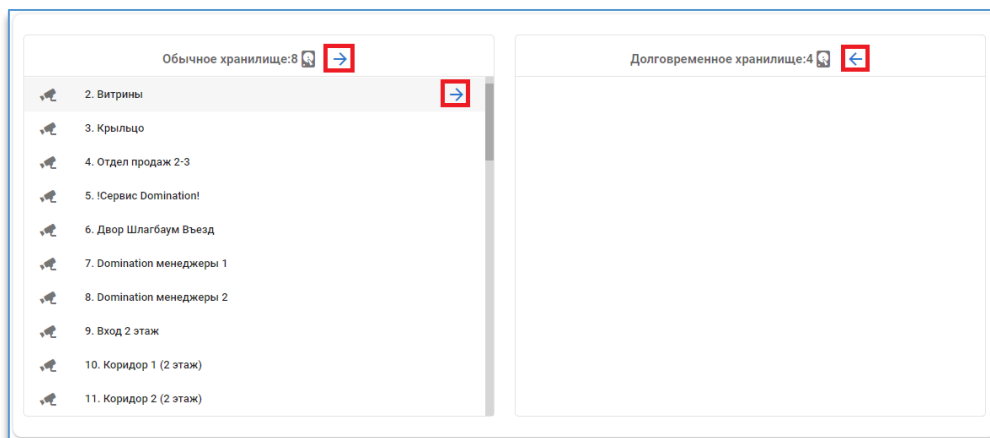 Обычное хранилище:8
Долговременное хранилище:4
2. Витрины
3. Крыльцо
4. Отдел продаж 2-3
5. !Сервис Domination!
6. Двор Шлагбаум Въезд
7. Domination менеджеры 1
8. Domination менеджеры 2
9. Вход 2 этаж
10. Коридор 1 (2 этаж)
11. Коридор 2 (2 этаж)